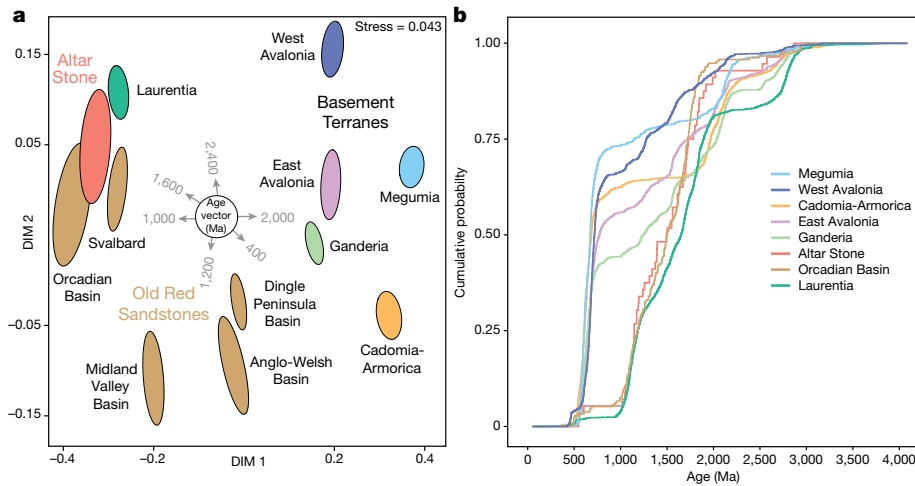 a
Stress = 0.043
0.15
0.05
−0.05
−0.15
DIM 2
−0.4
−0.2
0
0.2
0.4
DIM 1
Altar
Stone
Laurentia
West
Avalonia
Basement
Terranes
East
Avalonia
Megumia
Ganderia
Svalbard
Orcadian
Basin
2,400
1,600
1,000
2,000
400
1,200
Age
vector
(Ma)
Old Red
Sandstones
Dingle
Peninsula
Basin
Midland
Valley
Basin
Anglo-Welsh
Basin
Cadomia-
Armorica
b
1.00
0.75
0.50
0.25
0
Cumulative probability
Megumia
West Avalonia
Cadomia-Armorica
East Avalonia
Ganderia
Altar Stone
Orcadian Basin
Laurentia
0
500
1,000
1,500
2,000
2,500
3,000
3,500
4,000
Age (Ma)